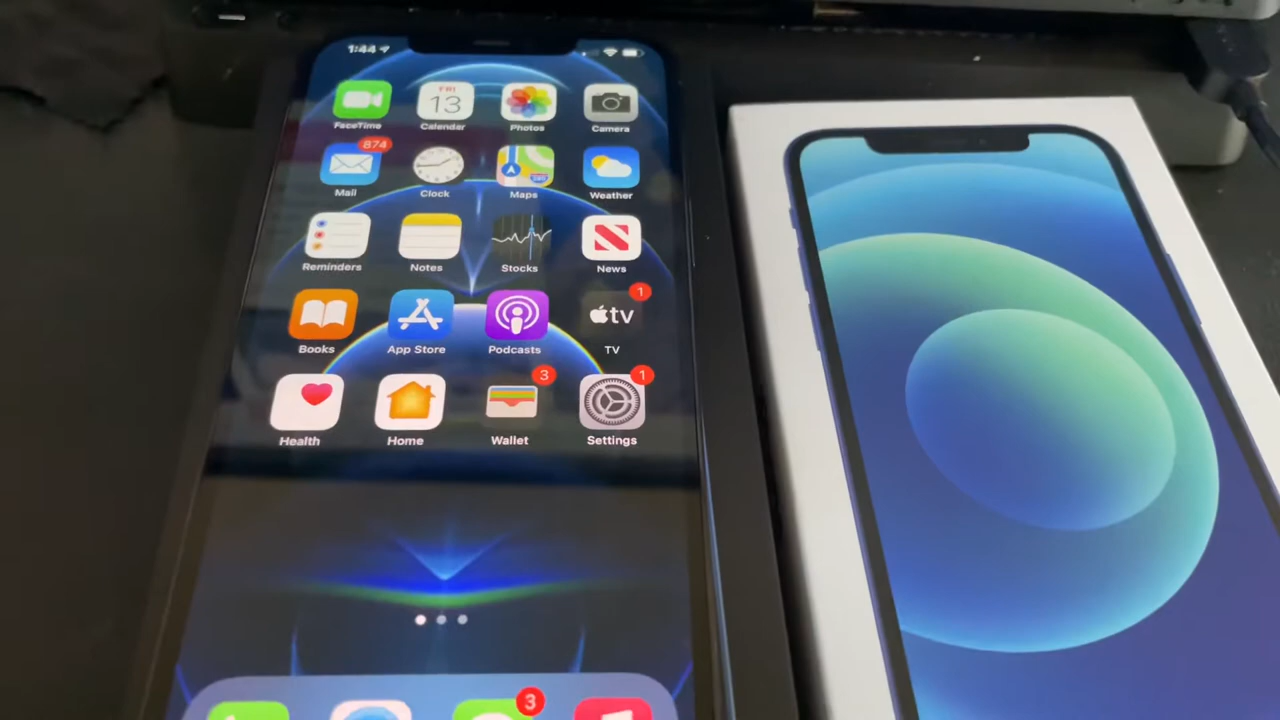 1:44
FRI
13
FaceTime
Calendar
Photos
Camera
874
Mail
Clock
Maps
Weather
Reminders
Notes
Stocks
News
1
tv
Books
App Store
Podcasts
TV
3
1
Health
Home
Wallet
Settings
3